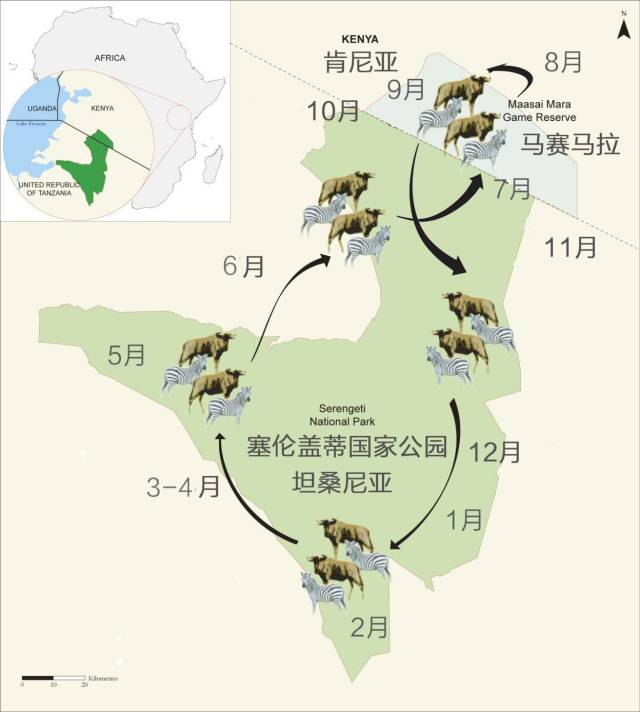 AFRICA
UGANDA
KENYA
Lake Victoria
UNITED REPUBLIC
OF TANZANIA
N
KENYA
肯尼亚
8月
9月
10月
Maasai Mara
Game Reserve
马赛马拉
7月
11月
6月
5月
Serengeti
National Park
塞伦盖蒂国家公园
坦桑尼亚
12月
3-4月
1月
2月
Kilometres
0 10 20